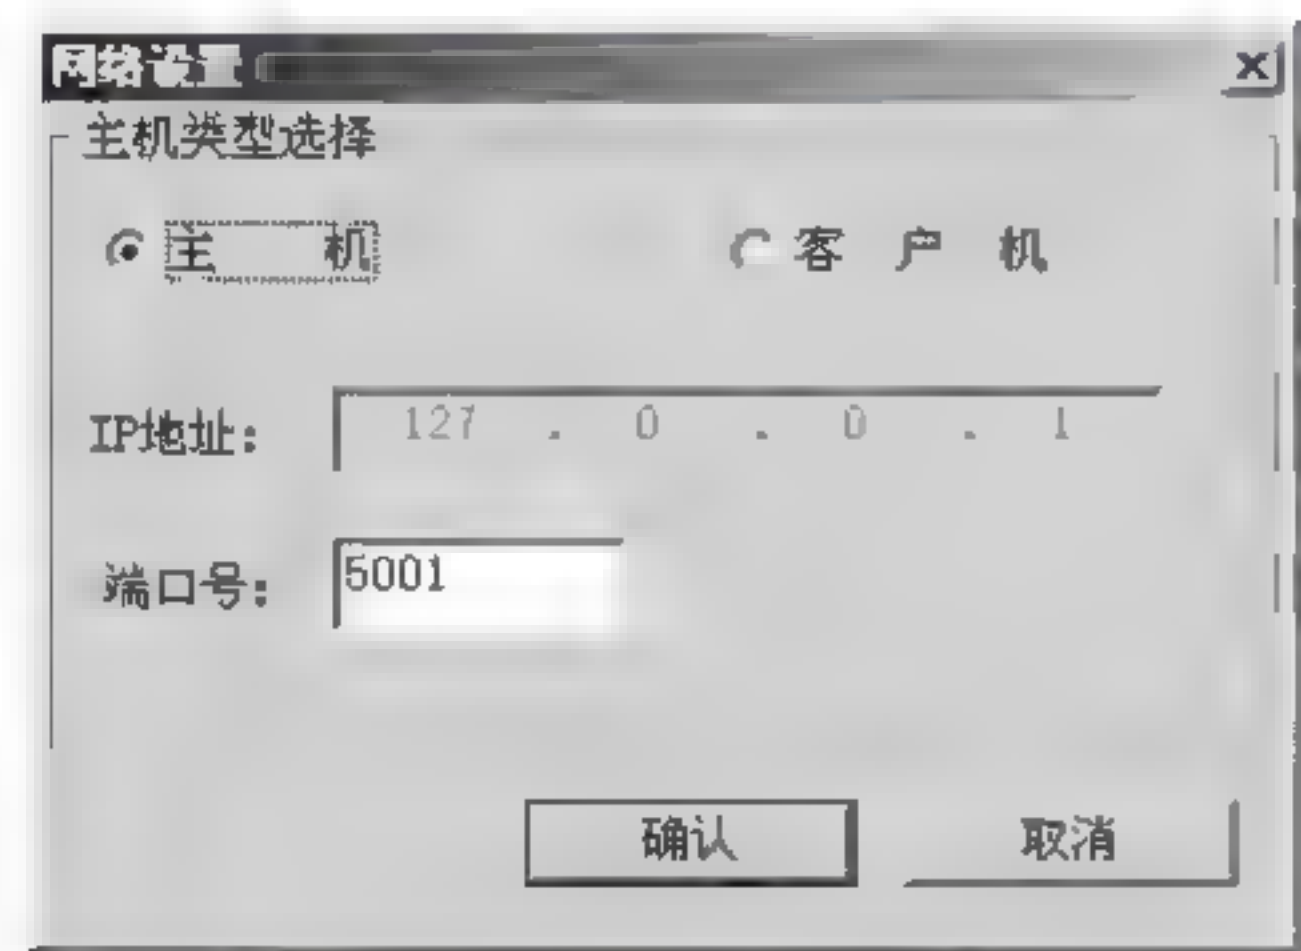 网络设置
主机类型选择
主 机 客 户 机
IP地址: 127 . 0 . 0 . 1
端口号: 5001
确认 取消